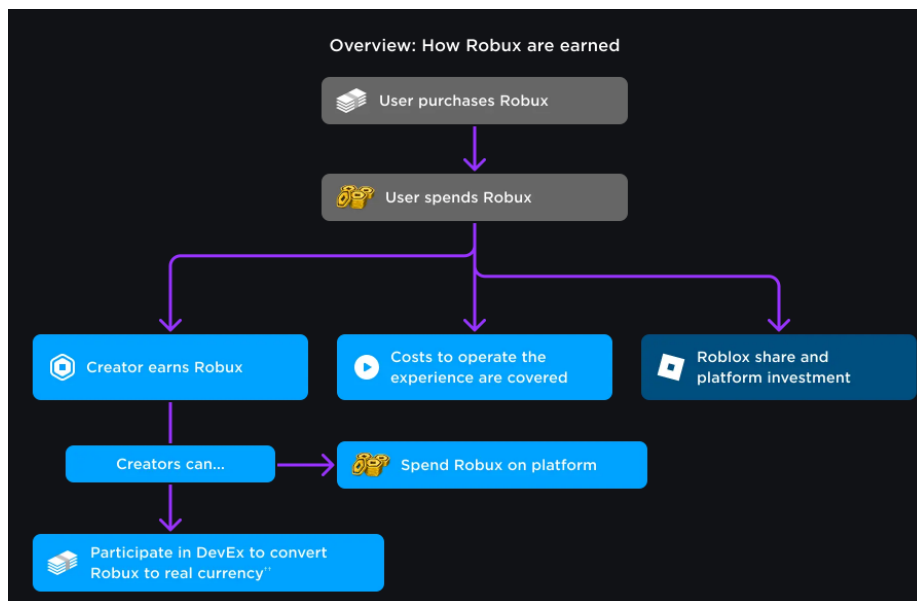 Overview: How Robux are earned
User purchases Robux
User spends Robux
Creator earns Robux
Costs to operate the
experience are covered
Roblox share and
platform investment
Creators can...
Spend Robux on platform
Participate in DevEx to convert
Robux to real currency††